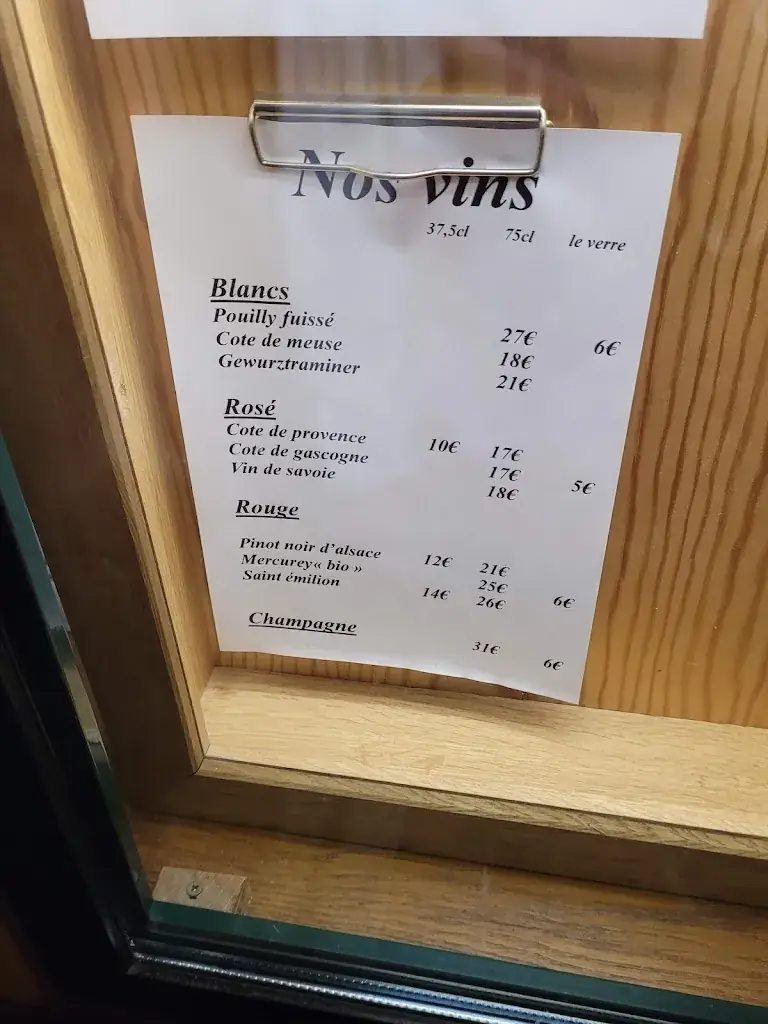 Nos vins
37,5cl 75cl le verre
Blancs
Pouilly fuissé 27€ 6€
Cote de meuse 18€
Gewurztraminer 21€
Rosé
Cote de provence 10€ 17€
Cote de gascogne 17€ 5€
Vin de savoie 18€
Rouge
Pinot noir d'alsace 12€ 21€
Mercurey« bio » 25€ 6€
Saint émilion 14€ 26€
Champagne 31€ 6€